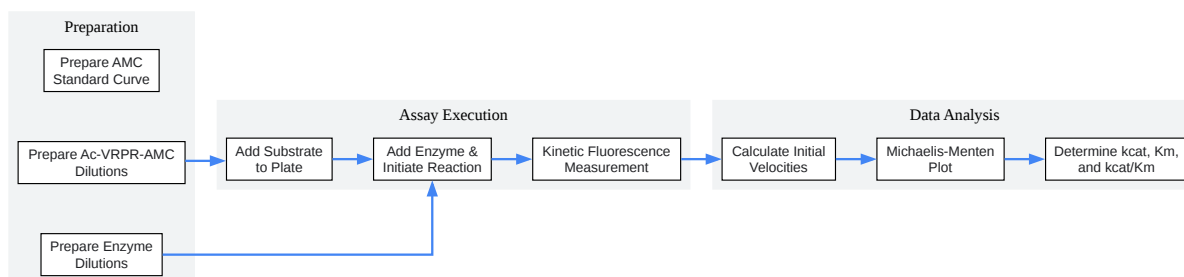 Preparation
Prepare AMC
Standard Curve
Prepare Ac-VRPR-AMC
Dilutions
Prepare Enzyme
Dilutions
Assay Execution
Add Substrate
to Plate
Add Enzyme &
Initiate Reaction
Kinetic Fluorescence
Measurement
Data Analysis
Calculate Initial
Velocities
Michaelis-Menten
Plot
Determine kcat, Km,
and kcat/Km